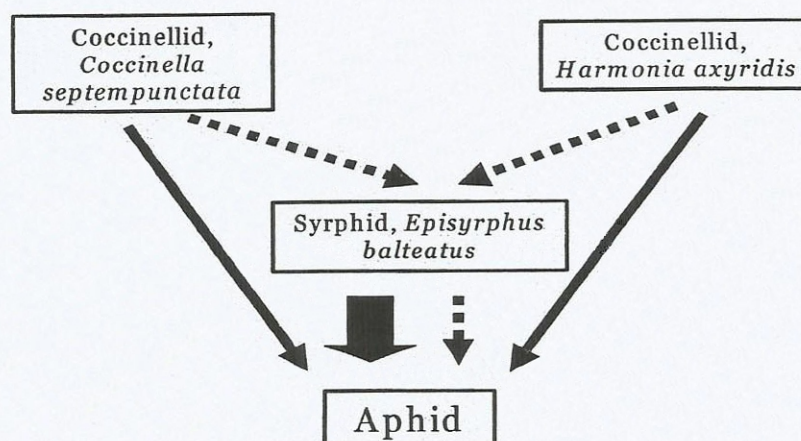 Coccinellid,
Coccinella
septempunctata
Coccinellid,
Harmonia axyridis
Syrphid, Episyrphus
balteatus
Aphid